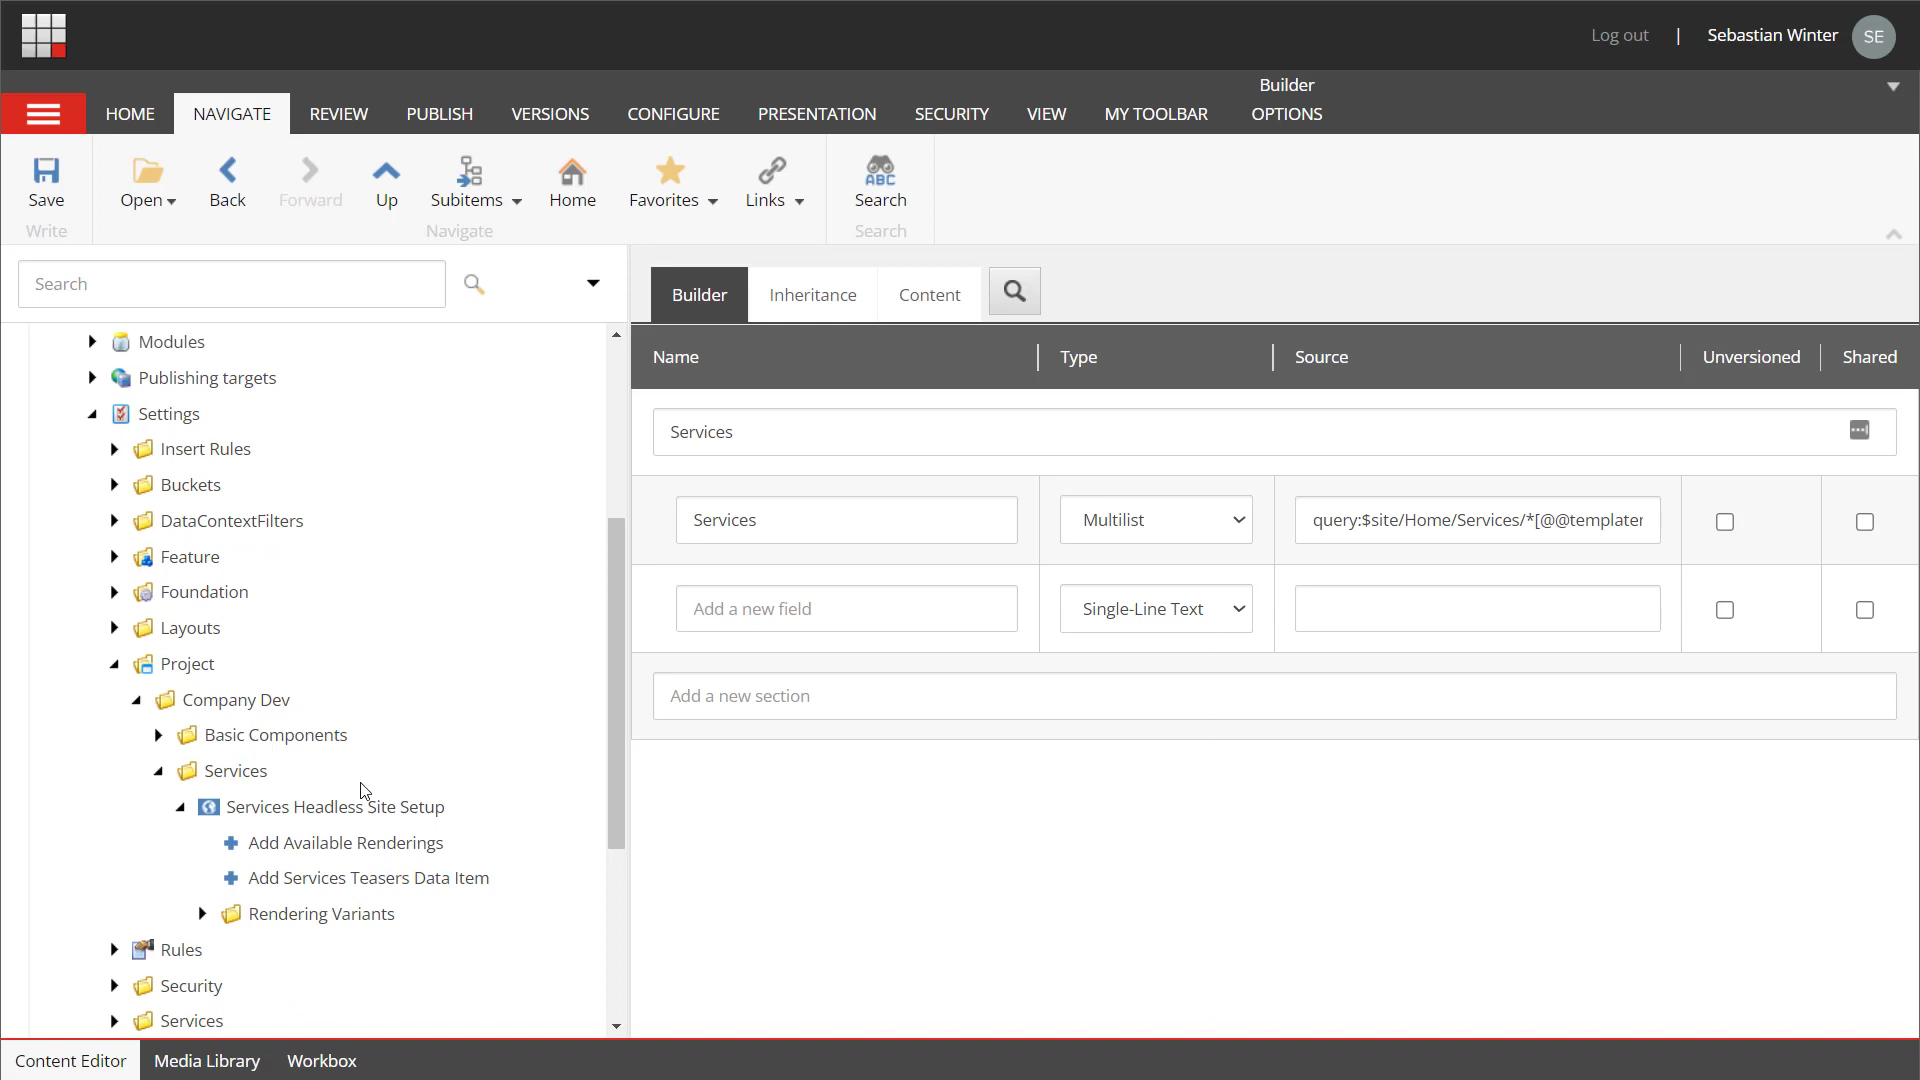 Log out | Sebastian Winter SE
Builder
HOME NAVIGATE REVIEW PUBLISH VERSIONS CONFIGURE PRESENTATION SECURITY VIEW MY TOOLBAR OPTIONS
ABC
Save Open Back Forward Up Subitems Home Favorites Links Search
Write Navigate Search
Search
Builder Inheritance Content
Modules
Publishing targets
Settings
Insert Rules
Buckets
DataContextFilters
Feature
Foundation
Layouts
Project
Company Dev
Basic Components
Services
Services Headless Site Setup
Add Available Renderings
Add Services Teasers Data Item
Rendering Variants
Rules
Security
Services
Name Type Source Unversioned Shared
Services
Services Multilist query:$site/Home/Services/*[@@templater
Add a new field Single-Line Text
Add a new section
Content Editor Media Library Workbox